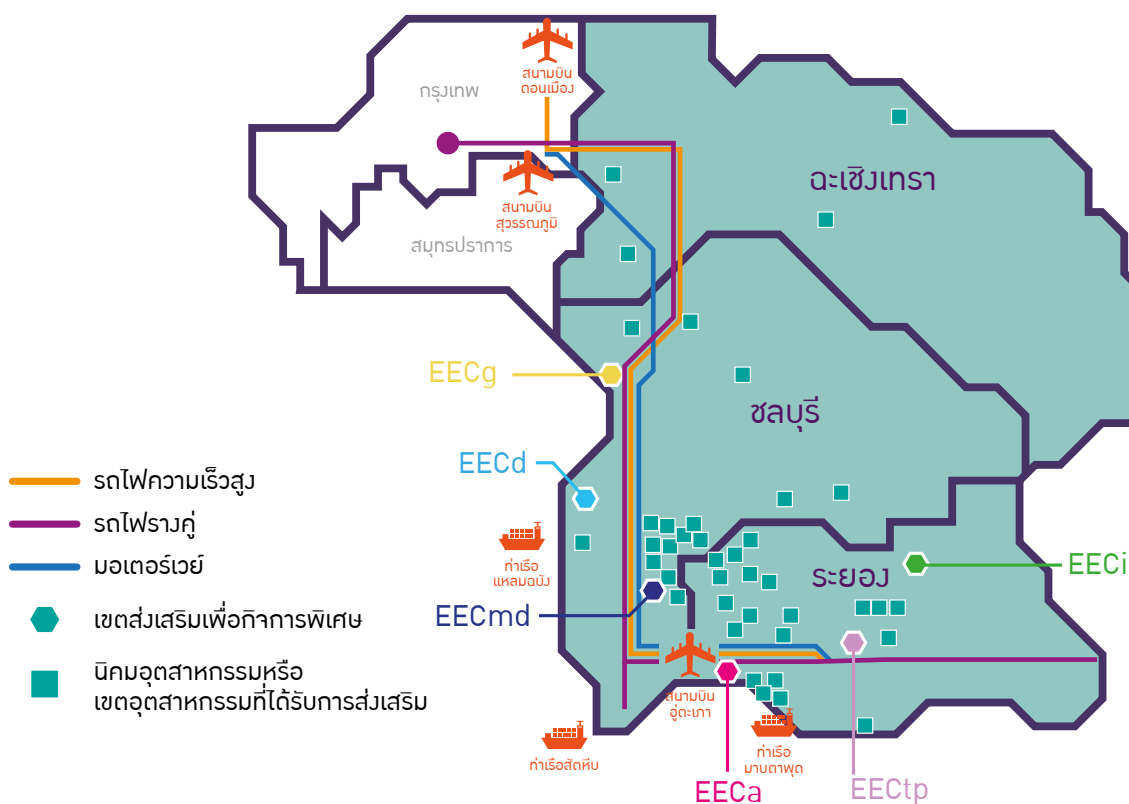 สนามบิน
ดอนเมือง
กรุงเทพ
ฉะเชิงเทรา
สนามบิน
สุวรรณภูมิ
สมุทรปราการ
EECg
ชลบุรี
EECd
รถไฟความเร็วสูง
รถไฟรางคู่
มอเตอร์เวย์
เขตส่งเสริมเพื่อกิจการพิเศษ
นิคมอุตสาหกรรมหรือ
เขตอุตสาหกรรมที่ได้รับการส่งเสริม
ท่าเรือ
แหลมฉบัง
EECi
ระยอง
EECmd
สนามบิน
อู่ตะเภา
ท่าเรือสัตหีบ
ท่าเรือ
มาบตาพุด
EECa
EECtp